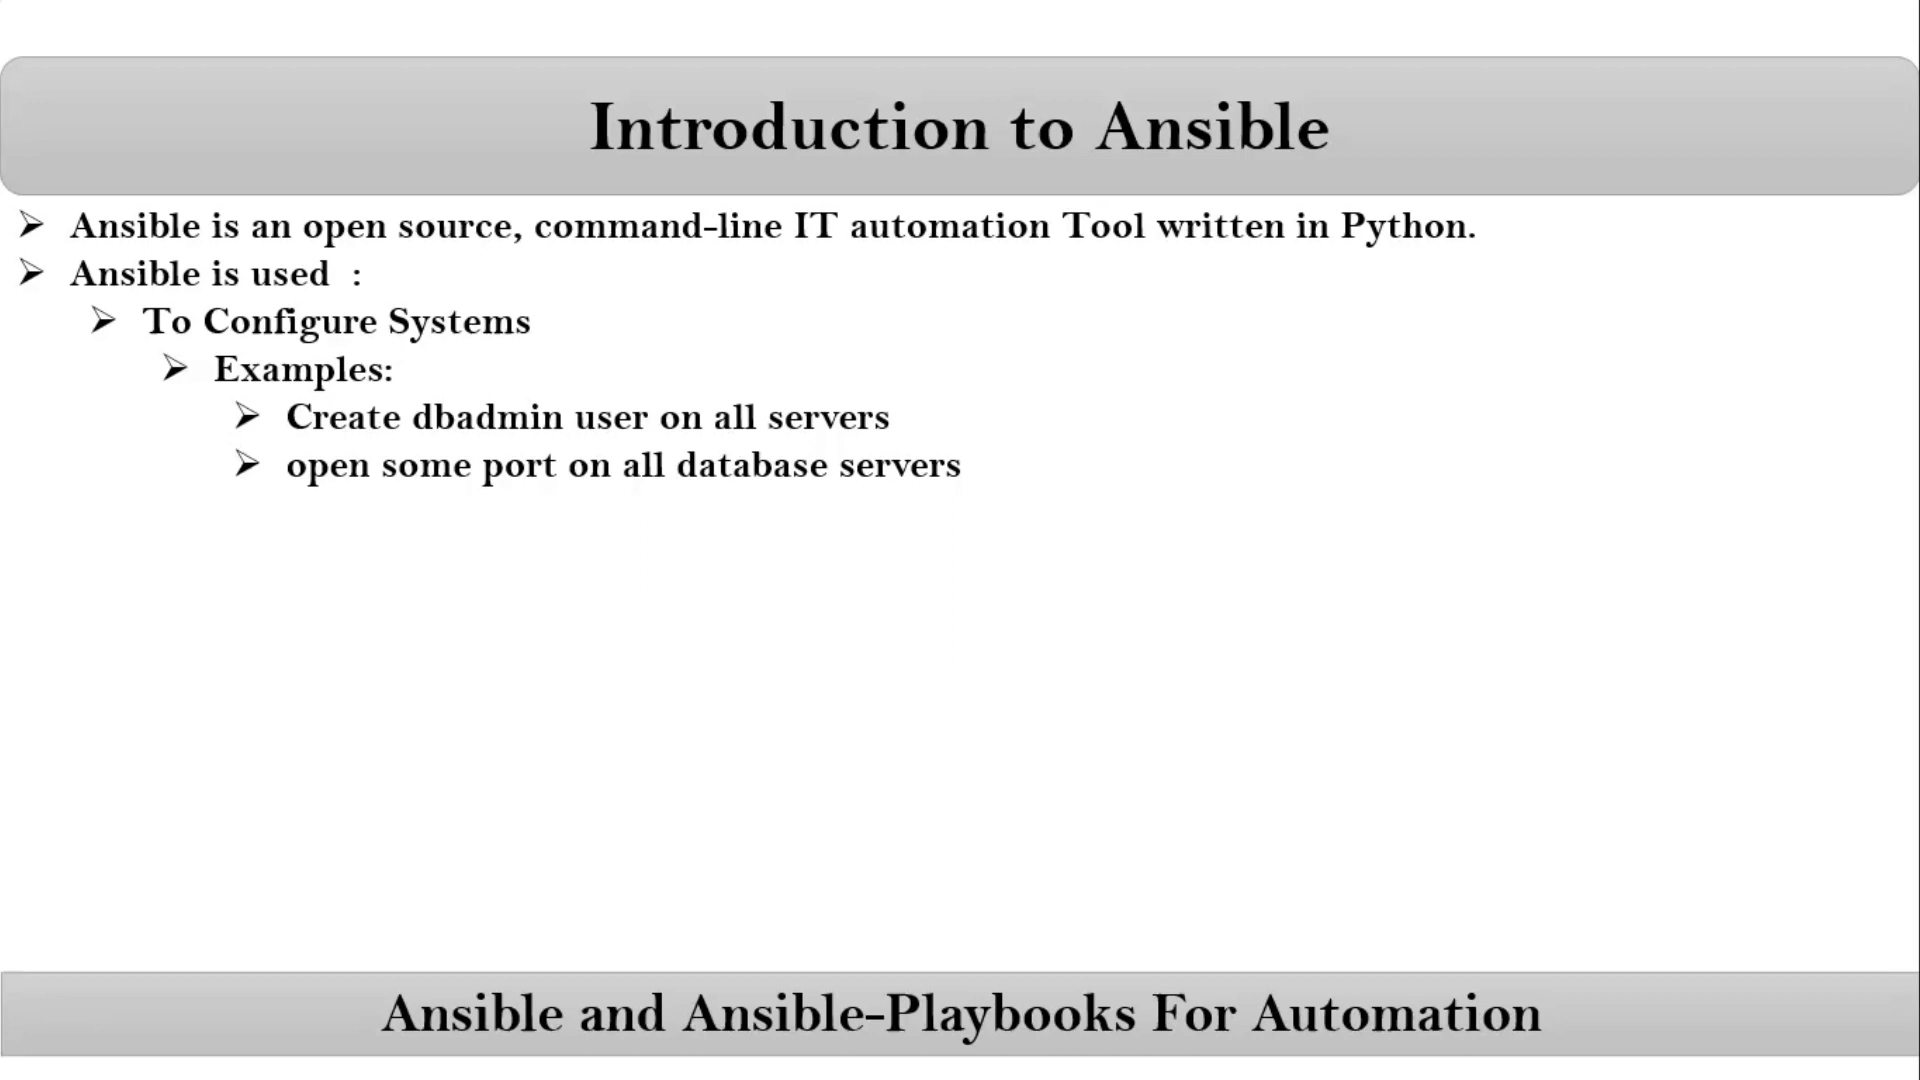 Introduction to Ansible
Ansible is an open source, command-line IT automation Tool written in Python.
Ansible is used  :
To Configure Systems
Examples:
Create dbadmin user on all servers
open some port on all database servers
Ansible and Ansible-Playbooks For Automation